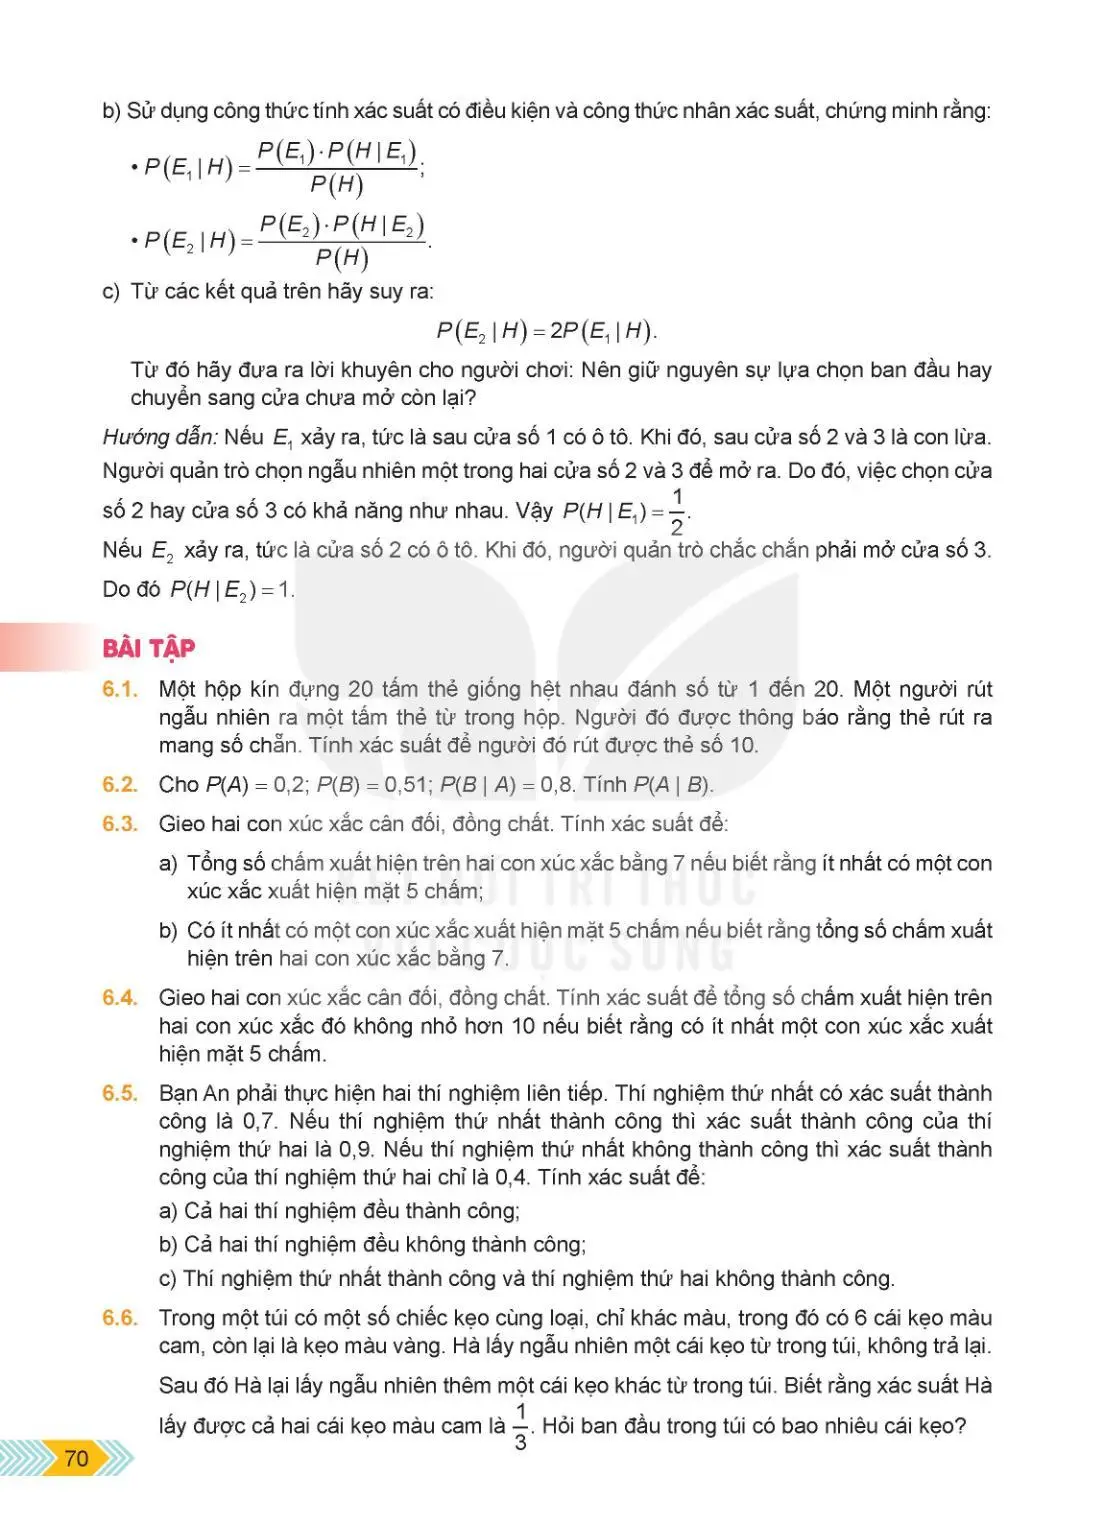 b) Sử dụng công thức tính xác suất có điều kiện và công thức nhân xác suất, chứng minh rằng:
• P(E₁ | H) = P(E₁)·P(H | E₁) / P(H);
• P(E₂ | H) = P(E₂)·P(H | E₂) / P(H).
c) Từ các kết quả trên hãy suy ra:
P(E₂ | H) = 2P(E₁ | H).
Từ đó hãy đưa ra lời khuyên cho người chơi: Nên giữ nguyên sự lựa chọn ban đầu hay
chuyển sang cửa chưa mở còn lại?
Hướng dẫn: Nếu E₁ xảy ra, tức là sau cửa số 1 có ô tô. Khi đó, sau cửa số 2 và 3 là con lừa.
Người quản trò chọn ngẫu nhiên một trong hai cửa số 2 và 3 để mở ra. Do đó, việc chọn cửa
số 2 hay cửa số 3 có khả năng như nhau. Vậy P(H | E₁) = 1/2.
Nếu E₂ xảy ra, tức là cửa số 2 có ô tô. Khi đó, người quản trò chắc chắn phải mở cửa số 3.
Do đó P(H | E₂) = 1.
BÀI TẬP
6.1. Một hộp kín đựng 20 tấm thẻ giống hệt nhau đánh số từ 1 đến 20. Một người rút
ngẫu nhiên ra một tấm thẻ từ trong hộp. Người đó được thông báo rằng thẻ rút ra
mang số chẵn. Tính xác suất để người đó rút được thẻ số 10.
6.2. Cho P(A) = 0,2; P(B) = 0,51; P(B | A) = 0,8. Tính P(A | B).
6.3. Gieo hai con xúc xắc cân đối, đồng chất. Tính xác suất để:
a) Tổng số chấm xuất hiện trên hai con xúc xắc bằng 7 nếu biết rằng ít nhất có một con
xúc xắc xuất hiện mặt 5 chấm;
b) Có ít nhất có một con xúc xắc xuất hiện mặt 5 chấm nếu biết rằng tổng số chấm xuất
hiện trên hai con xúc xắc bằng 7.
KẾT NỐI TRI THỨC
VỚI CUỘC SỐNG
6.4. Gieo hai con xúc xắc cân đối, đồng chất. Tính xác suất để tổng số chấm xuất hiện trên
hai con xúc xắc đó không nhỏ hơn 10 nếu biết rằng có ít nhất một con xúc xắc xuất
hiện mặt 5 chấm.
6.5. Bạn An phải thực hiện hai thí nghiệm liên tiếp. Thí nghiệm thứ nhất có xác suất thành
công là 0,7. Nếu thí nghiệm thứ nhất thành công thì xác suất thành công của thí
nghiệm thứ hai là 0,9. Nếu thí nghiệm thứ nhất không thành công thì xác suất thành
công của thí nghiệm thứ hai chỉ là 0,4. Tính xác suất để:
a) Cả hai thí nghiệm đều thành công;
b) Cả hai thí nghiệm đều không thành công;
c) Thí nghiệm thứ nhất thành công và thí nghiệm thứ hai không thành công.
6.6. Trong một túi có một số chiếc kẹo cùng loại, chỉ khác màu, trong đó có 6 cái kẹo màu
cam, còn lại là kẹo màu vàng. Hà lấy ngẫu nhiên một cái kẹo từ trong túi, không trả lại.
Sau đó Hà lại lấy ngẫu nhiên thêm một cái kẹo khác từ trong túi. Biết rằng xác suất Hà
lấy được cả hai cái kẹo màu cam là 1/3. Hỏi ban đầu trong túi có bao nhiêu cái kẹo?
70